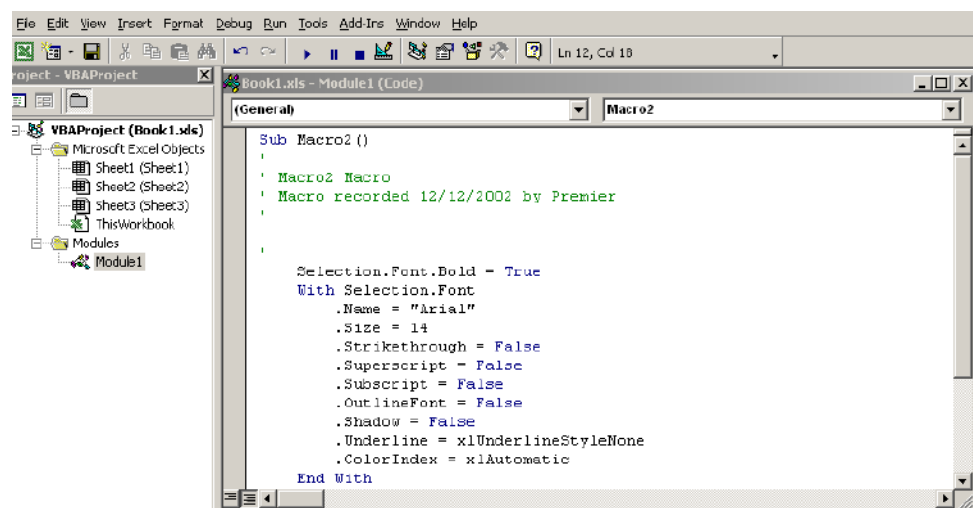 File Edit View Insert Format Debug Run Tools Add-Ins Window Help
Ln 12, Col 18
roject - VBAProject
VBAProject (Book1.xls)
Microsoft Excel Objects
Sheet1 (Sheet1)
Sheet2 (Sheet2)
Sheet3 (Sheet3)
ThisWorkbook
Modules
Module1
Book1.xls - Module1 (Code)
(General) Macro2
Sub Macro2()
'
' Macro2 Macro
' Macro recorded 12/12/2002 by Premier
'
'
Selection.Font.Bold = True
With Selection.Font
.Name = "Arial"
.Size = 14
.Strikethrough = False
.Superscript = False
.Subscript = False
.OutlineFont = False
.Shadow = False
.Underline = xlUnderlineStyleNone
.ColorIndex = xlAutomatic
End With